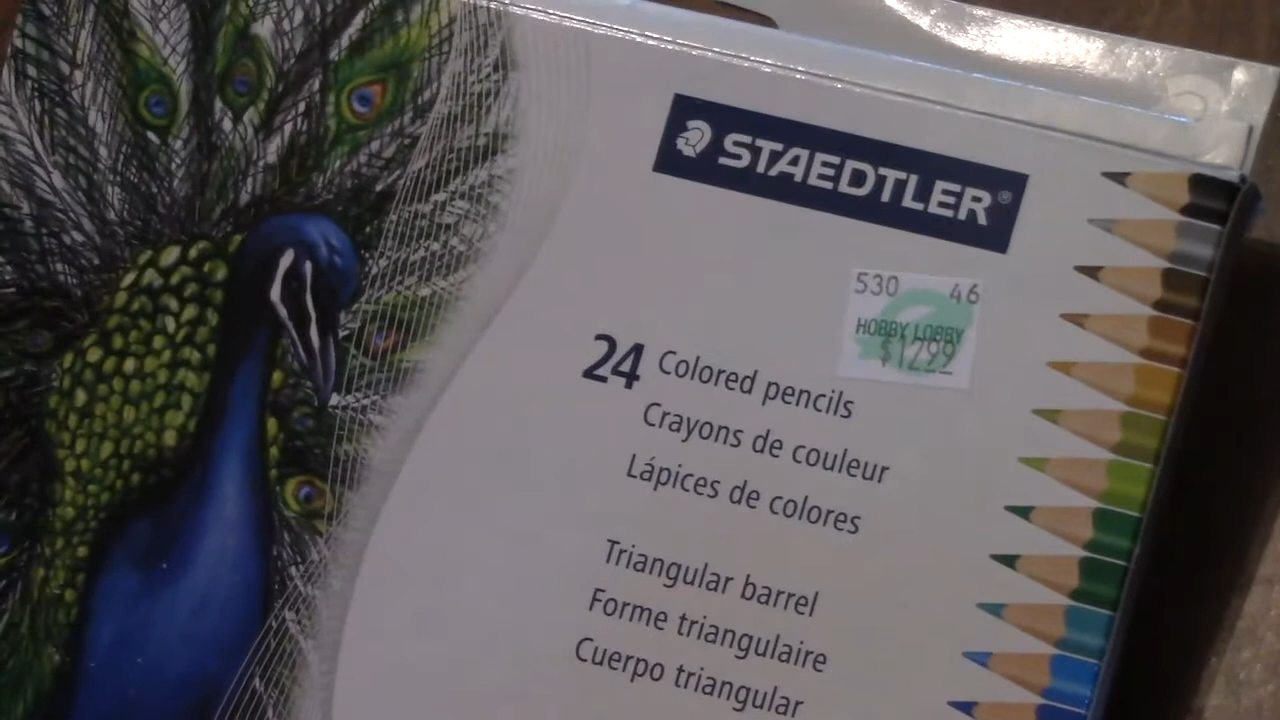 STAEDTLER®
530 46
HOBBY LOBBY
$12.99
24 Colored pencils
Crayons de couleur
Lápices de colores
Triangular barrel
Forme triangulaire
Cuerpo triangular